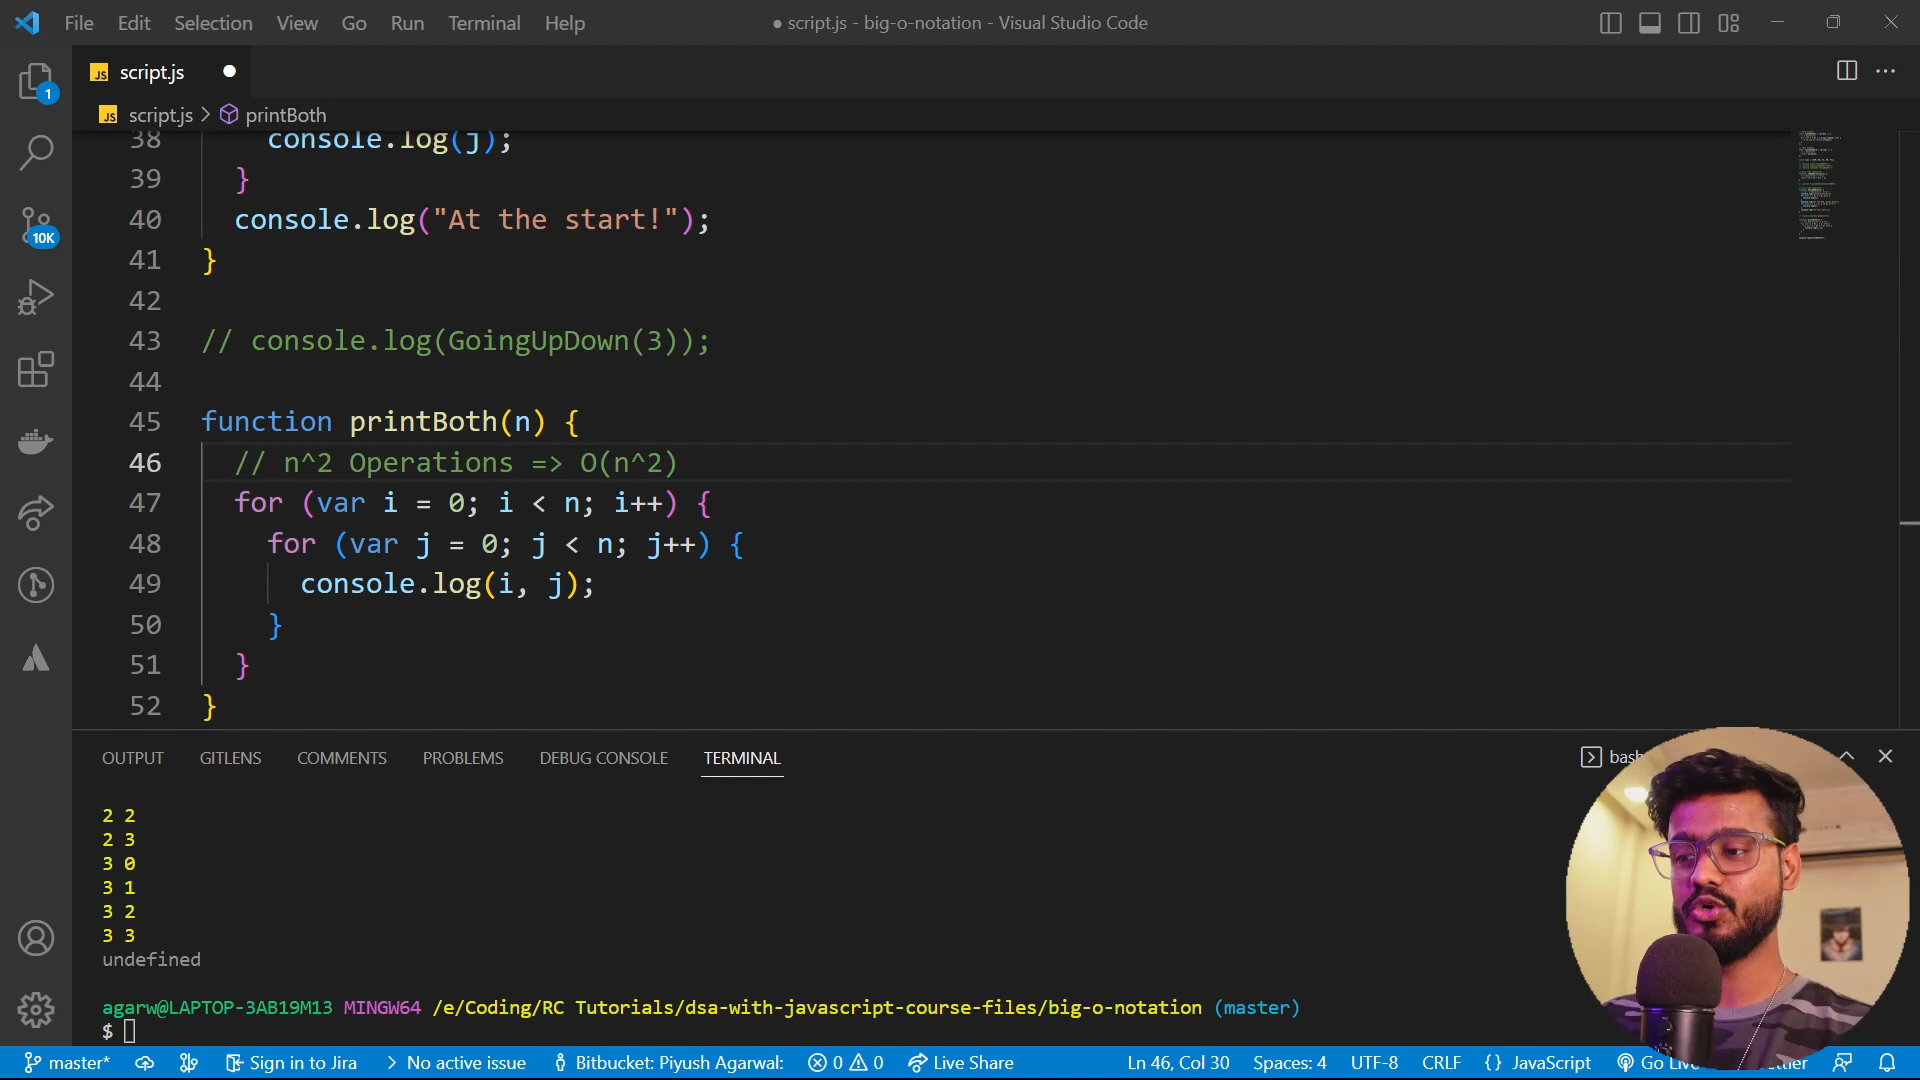 File Edit Selection View Go Run Terminal Help
● script.js - big-o-notation - Visual Studio Code
JS script.js ●
JS script.js > printBoth
1
10K
38 console.log(j);
39 }
40 console.log("At the start!");
41 }
42
43 // console.log(GoingUpDown(3));
44
45 function printBoth(n) {
46 // n^2 Operations => O(n^2)
47 for (var i = 0; i < n; i++) {
48 for (var j = 0; j < n; j++) {
49 console.log(i, j);
50 }
51 }
52 }
OUTPUT GITLENS COMMENTS PROBLEMS DEBUG CONSOLE TERMINAL
2 2
2 3
3 0
3 1
3 2
3 3
undefined
agarw@LAPTOP-3AB19M13 MINGW64 /e/Coding/RC Tutorials/dsa-with-javascript-course-files/big-o-notation (master)
$
master* Sign in to Jira No active issue Bitbucket: Piyush Agarwal: 0 0 Live Share Ln 46, Col 30 Spaces: 4 UTF-8 CRLF {} JavaScript Go Live